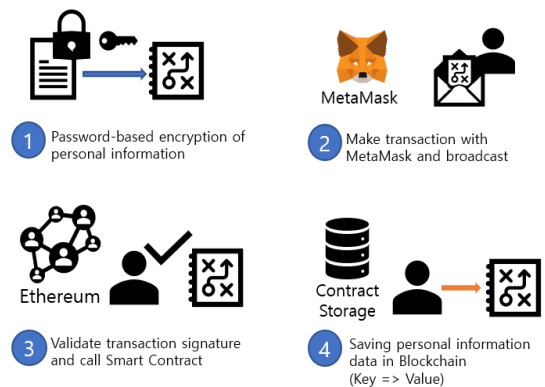 1
Password-based encryption of
personal information
MetaMask
2
Make transaction with
MetaMask and broadcast
Ethereum
3
Validate transaction signature
and call Smart Contract
Contract
Storage
4
Saving personal information
data in Blockchain
(Key => Value)